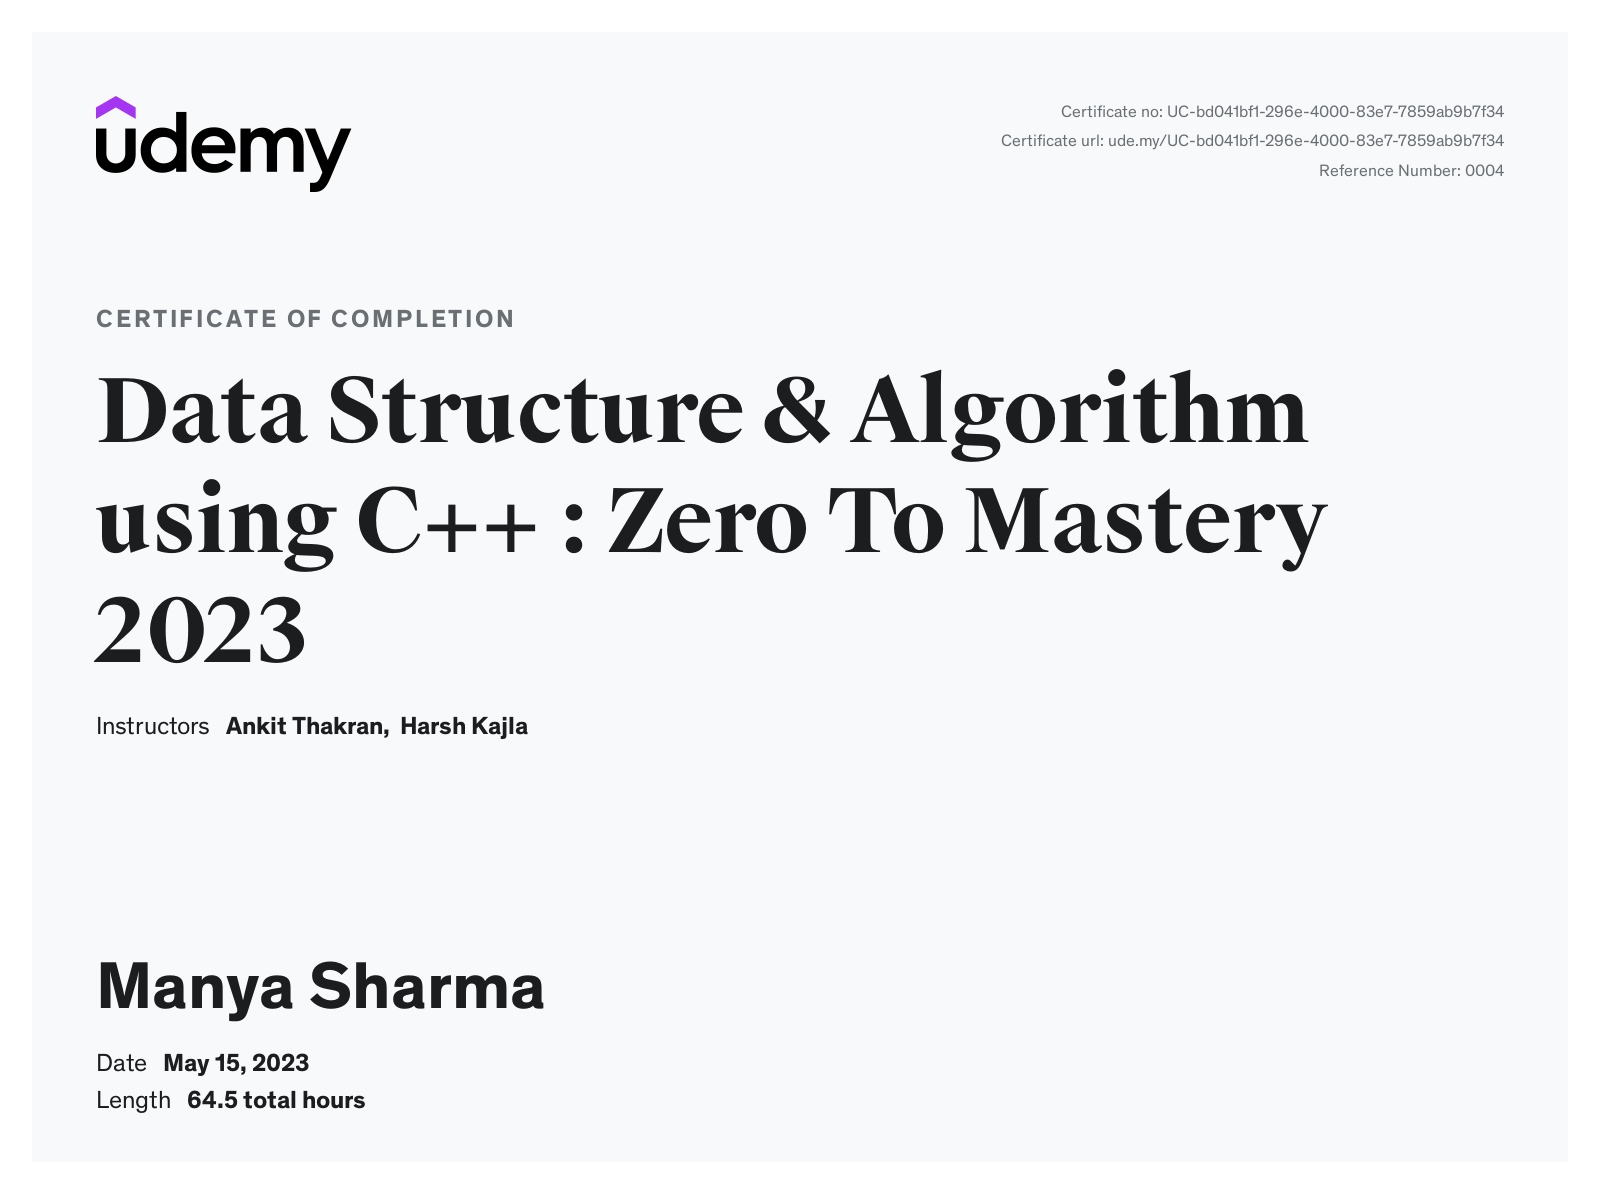 udemy
Certificate no: UC-bd041bf1-296e-4000-83e7-7859ab9b7f34
Certificate url: ude.my/UC-bd041bf1-296e-4000-83e7-7859ab9b7f34
Reference Number: 0004
CERTIFICATE OF COMPLETION
Data Structure & Algorithm
using C++ : Zero To Mastery
2023
Instructors Ankit Thakran, Harsh Kajla
Manya Sharma
Date May 15, 2023
Length 64.5 total hours